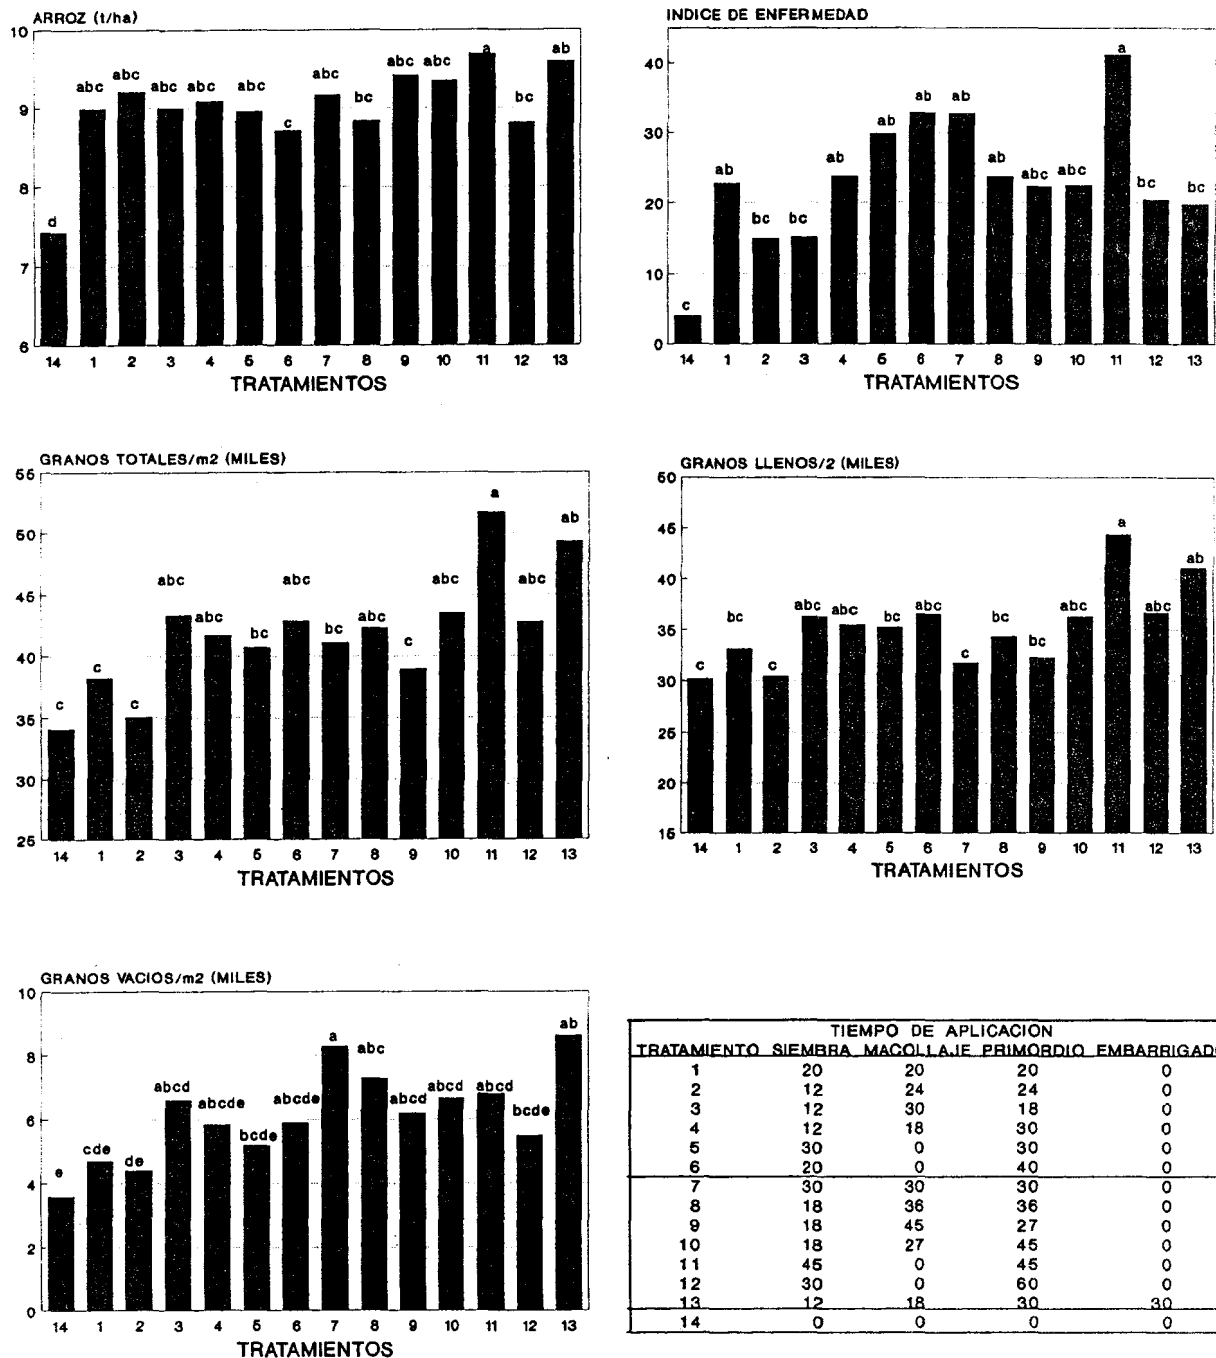 ARROZ (t/ha)
10
9
8
7
6
d
abc
abc
abc
abc
abc
c
abc
bc
abc
abc
a
bc
ab
14 1 2 3 4 5 6 7 8 9 10 11 12 13
TRATAMIENTOS
INDICE DE ENFERMEDAD
40
30
20
10
0
c
ab
bc
bc
ab
ab
ab
ab
ab
abc
abc
a
bc
bc
14 1 2 3 4 5 6 7 8 9 10 11 12 13
TRATAMIENTOS
GRANOS TOTALES/m2 (MILES)
55
50
45
40
35
30
25
c
c
c
abc
abc
bc
abc
bc
abc
c
abc
a
abc
ab
14 1 2 3 4 5 6 7 8 9 10 11 12 13
TRATAMIENTOS
GRANOS LLENOS/2 (MILES)
50
45
40
35
30
25
20
15
c
bc
c
abc
abc
bc
abc
c
bc
bc
abc
a
abc
ab
14 1 2 3 4 5 6 7 8 9 10 11 12 13
TRATAMIENTOS
GRANOS VACIOS/m2 (MILES)
10
8
6
4
2
0
e
cde
de
abcd
abcde
bcde
abcde
a
abc
abcd
abcd
abcd
bcde
ab
14 1 2 3 4 5 6 7 8 9 10 11 12 13
TRATAMIENTOS
TIEMPO DE APLICACION
TRATAMIENTO SIEMBRA MACOLLAJE PRIMORDIO EMBARRIGADO
1 20 20 20 0
2 12 24 24 0
3 12 30 18 0
4 12 18 30 0
5 30 0 30 0
6 20 0 40 0
7 30 30 30 0
8 18 36 36 0
9 18 45 27 0
10 18 27 45 0
11 45 0 45 0
12 30 0 60 0
13 12 18 30 30
14 0 0 0 0